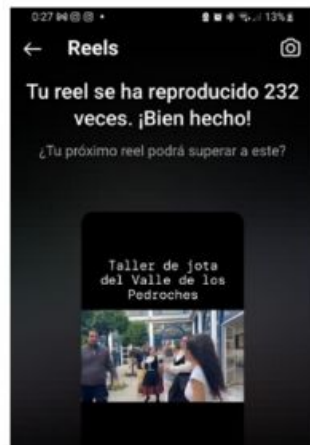 0:27
13%
Reels
Tu reel se ha reproducido 232
veces. ¡Bien hecho!
¿Tu próximo reel podrá superar a este?
Taller de jota
del Valle de los
Pedroches